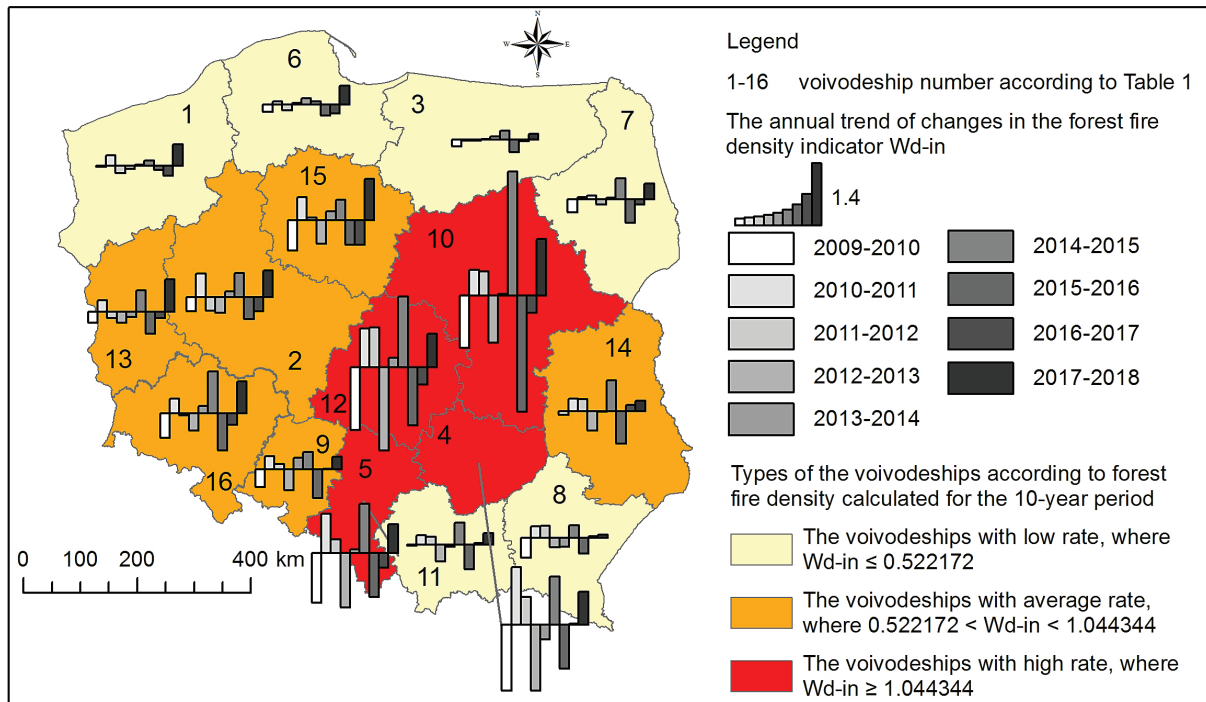 N
W E
S
6
1
3
7
15
10
13
2
14
12
4
9
5
16
8
11
0 100 200 400 km
Legend
1-16 voivodeship number according to Table 1
The annual trend of changes in the forest fire
density indicator Wd-in
1.4
2009-2010
2010-2011
2011-2012
2012-2013
2013-2014
2014-2015
2015-2016
2016-2017
2017-2018
Types of the voivodeships according to forest
fire density calculated for the 10-year period
The voivodeships with low rate, where
Wd-in ≤ 0.522172
The voivodeships with average rate,
where 0.522172 < Wd-in < 1.044344
The voivodeships with high rate, where
Wd-in ≥ 1.044344